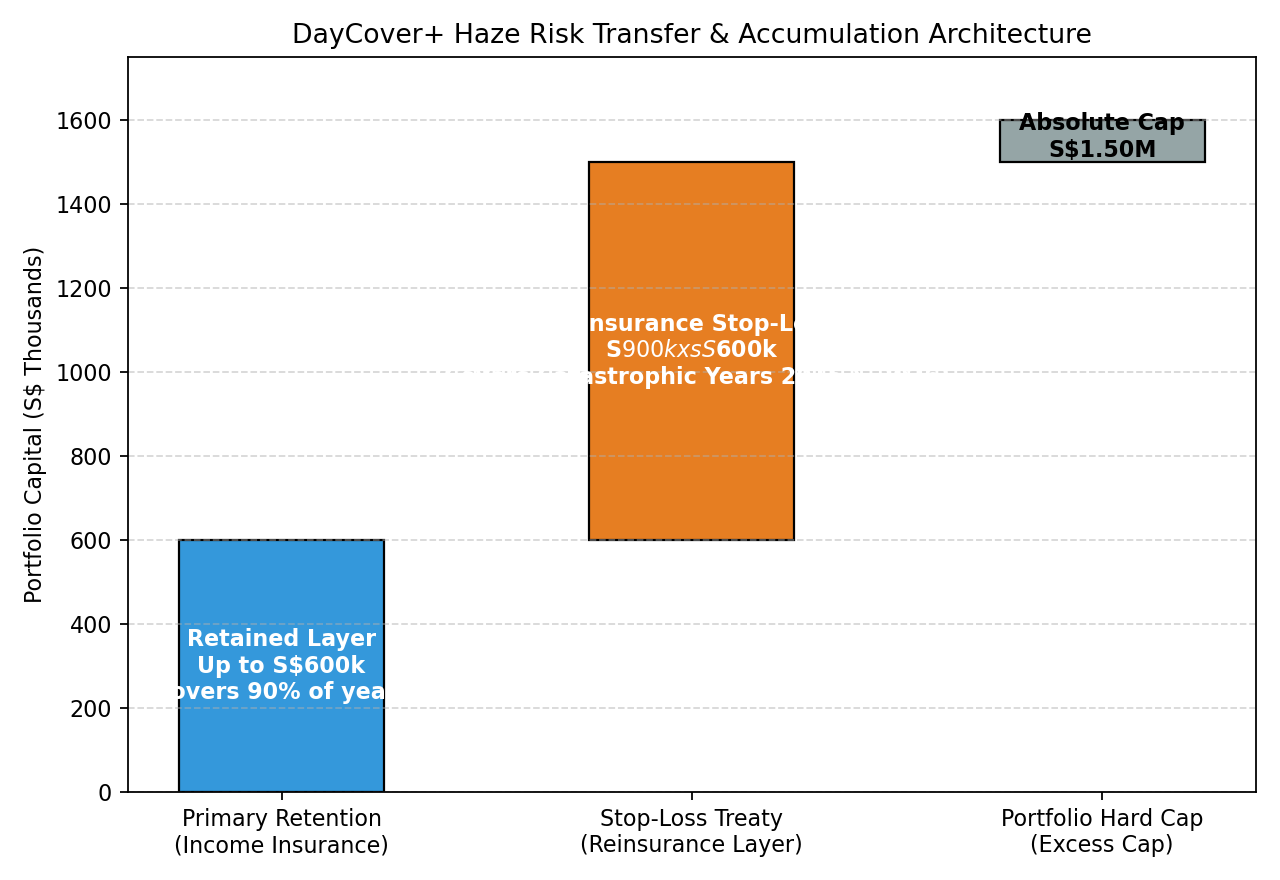 DayCover+ Haze Risk Transfer & Accumulation Architecture
Portfolio Capital (S$ Thousands)
1600
1400
1200
1000
800
600
400
200
0
Absolute Cap
S$1.50M
nsurance Stop-L
S900kxsS600k
astrophic Years 2
Retained Layer
Up to S$600k
overs 90% of yea
Primary Retention
(Income Insurance)
Stop-Loss Treaty
(Reinsurance Layer)
Portfolio Hard Cap
(Excess Cap)